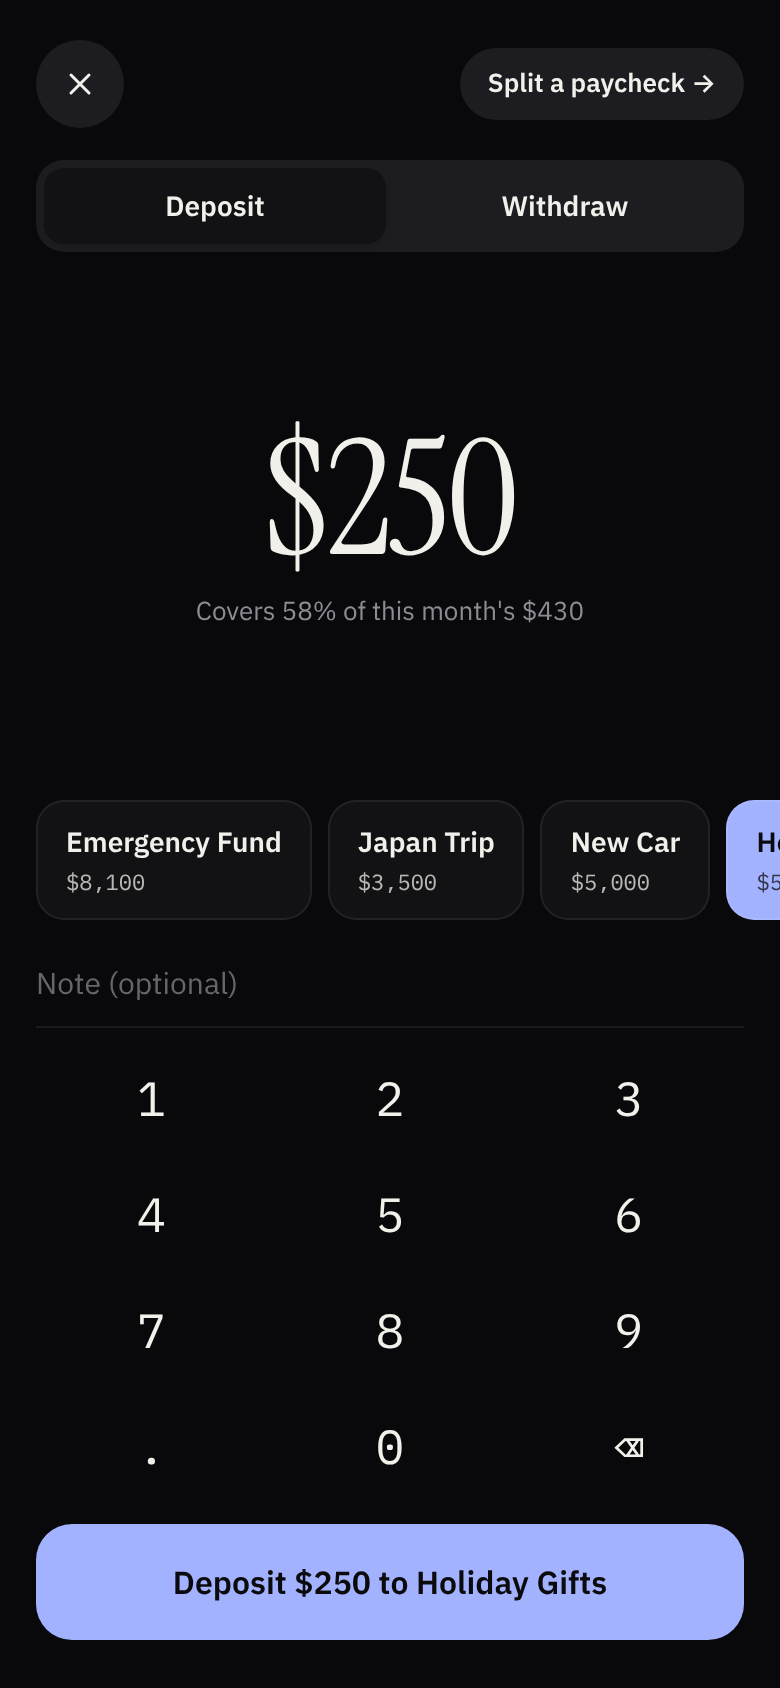 Split a paycheck →
Deposit
Withdraw
$250
Covers 58% of this month's $430
Emergency Fund
$8,100
Japan Trip
$3,500
New Car
$5,000
Note (optional)
1 2 3
4 5 6
7 8 9
. 0
Deposit $250 to Holiday Gifts